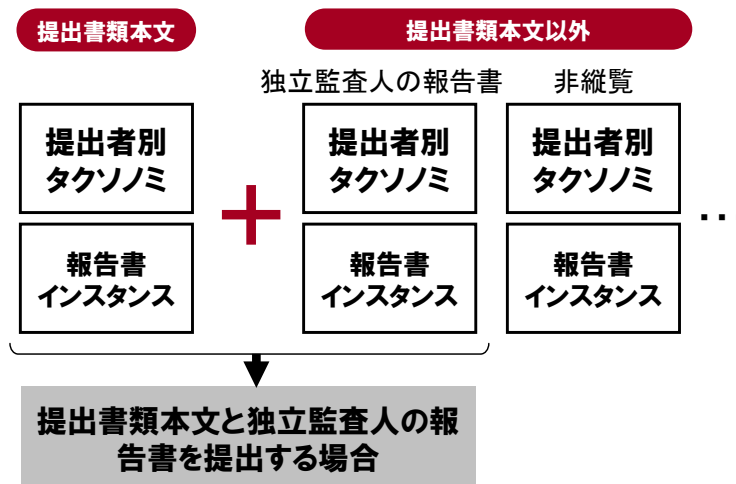 提出書類本文
提出書類本文以外
独立監査人の報告書
非縦覧
提出者別
タクソノミ
+
提出者別
タクソノミ
提出者別
タクソノミ
‥
報告書
インスタンス
報告書
インスタンス
報告書
インスタンス
提出書類本文と独立監査人の報
告書を提出する場合